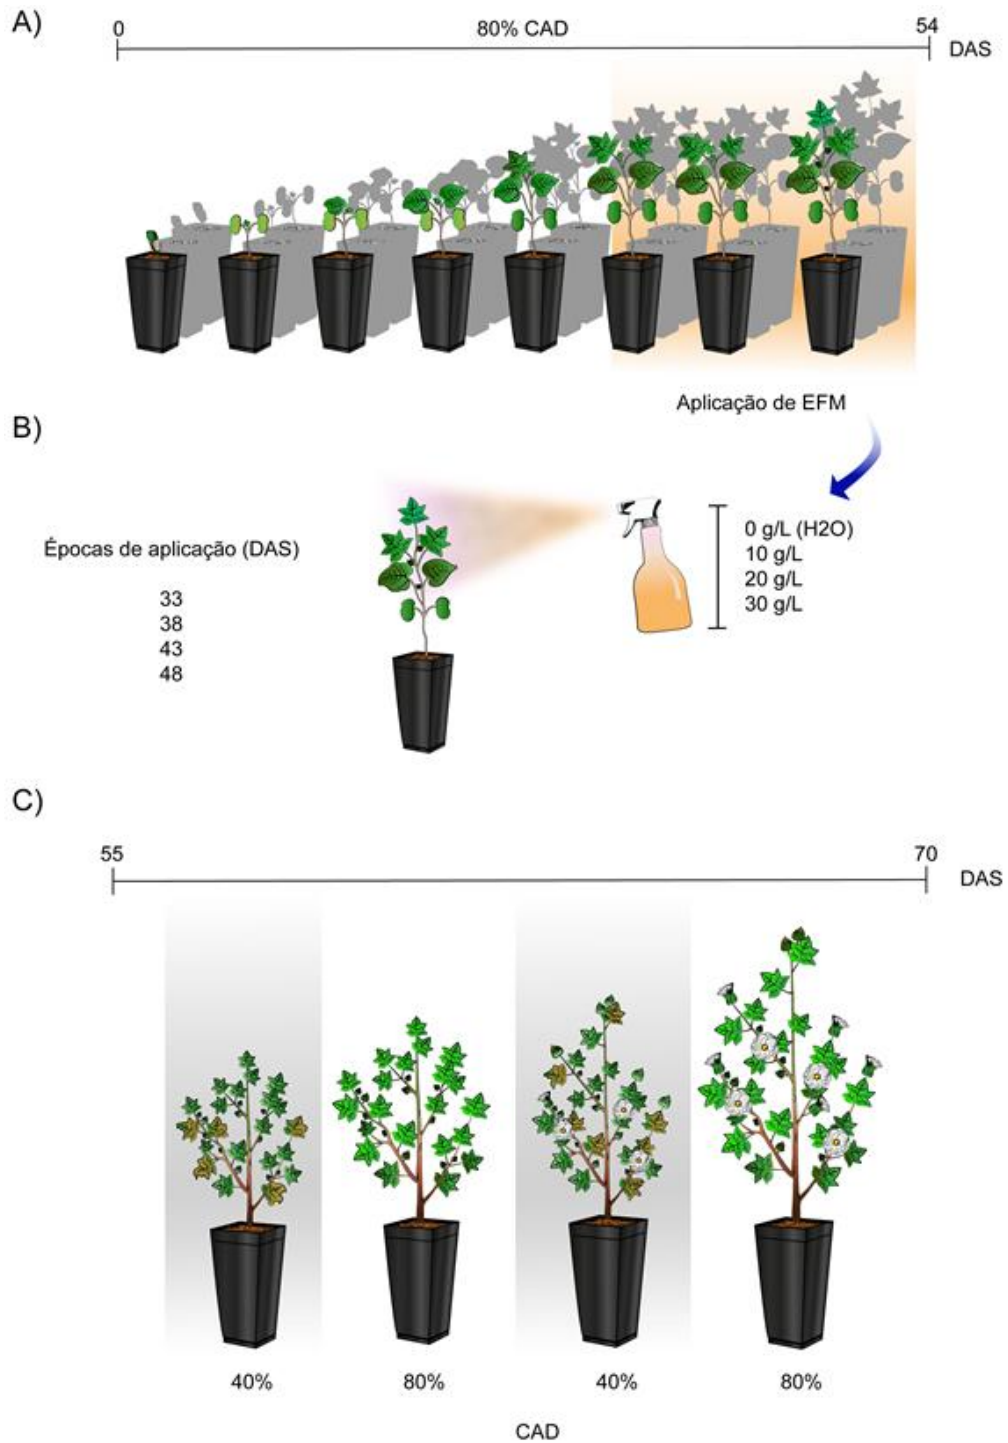 A)
0
80% CAD
54
DAS
Aplicação de EFM
B)
Épocas de aplicação (DAS)
33
38
43
48
0 g/L (H2O)
10 g/L
20 g/L
30 g/L
C)
55
70
DAS
40%
80%
40%
80%
CAD